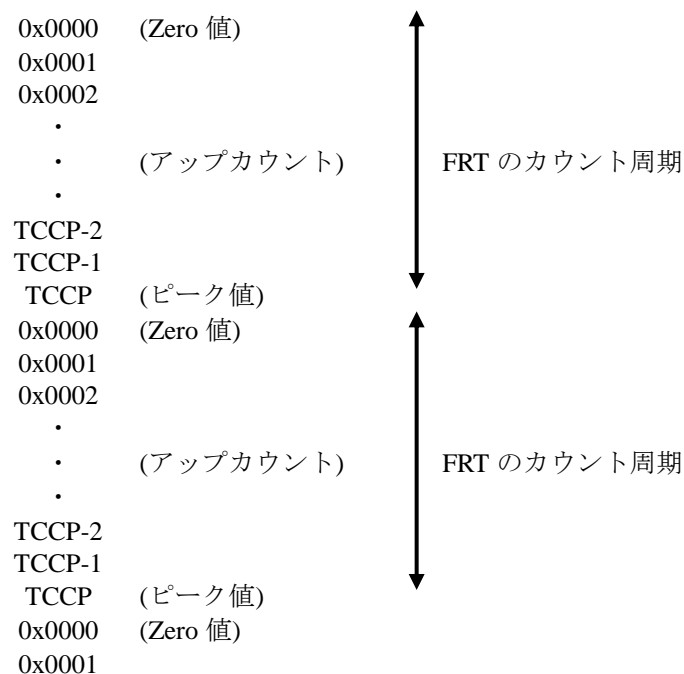 0x0000 (Zero 値)
0x0001
0x0002
・
・ (アップカウント) FRT のカウント周期
・
TCCP-2
TCCP-1
TCCP (ピーク値)
0x0000 (Zero 値)
0x0001
0x0002
・
・ (アップカウント) FRT のカウント周期
・
TCCP-2
TCCP-1
TCCP (ピーク値)
0x0000 (Zero 値)
0x0001